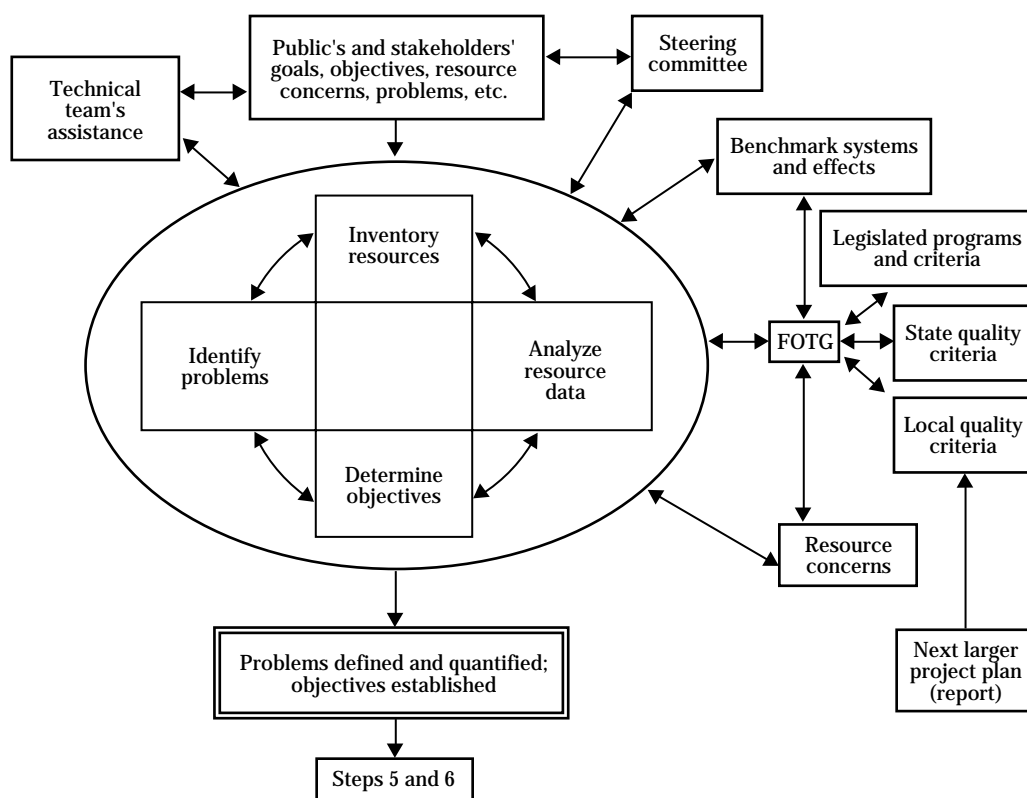 Public's and stakeholders'
goals, objectives, resource
concerns, problems, etc.
Steering
committee
Technical
team's
assistance
Benchmark systems
and effects
Legislated programs
and criteria
Inventory
resources
FOTG
State quality
criteria
Identify
problems
Analyze
resource
data
Local quality
criteria
Determine
objectives
Resource
concerns
Next larger
project plan
(report)
Problems defined and quantified;
objectives established
Steps 5 and 6